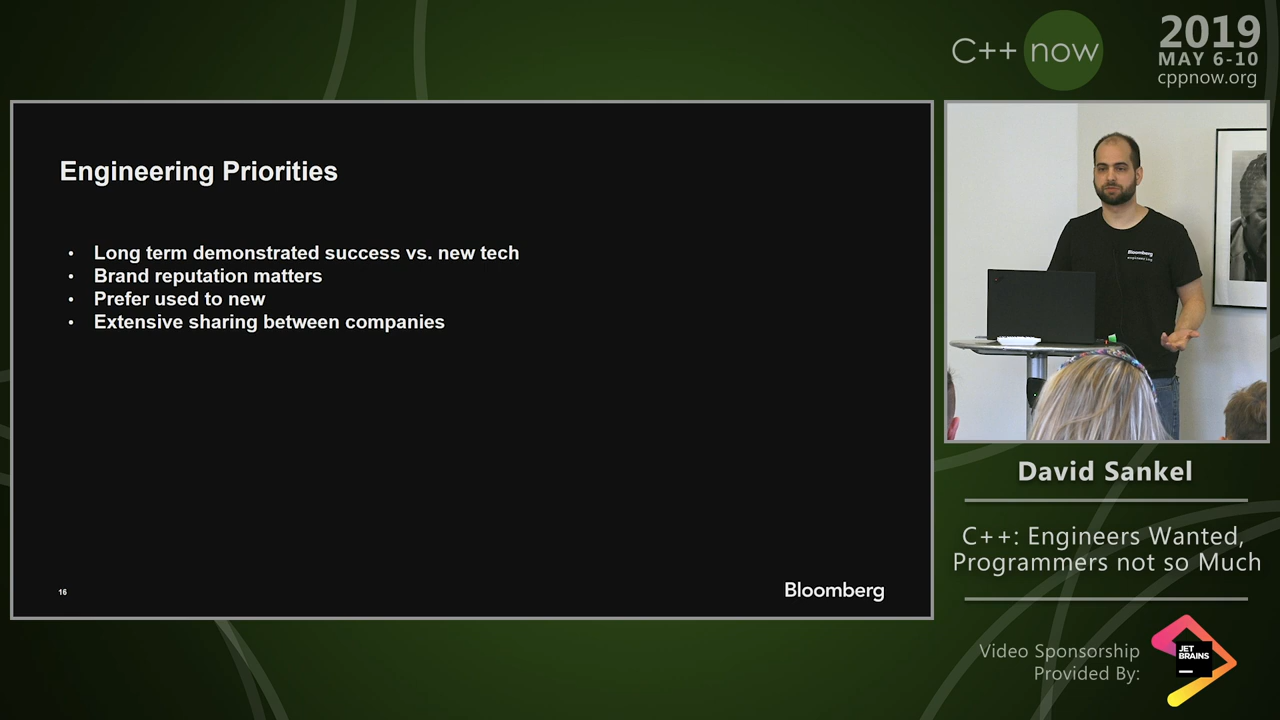 C++ now
2019
MAY 6-10
cppnow.org
Engineering Priorities
• Long term demonstrated success vs. new tech
• Brand reputation matters
• Prefer used to new
• Extensive sharing between companies
16
Bloomberg
Bloomberg
David Sankel
C++: Engineers Wanted,
Programmers not so Much
Video Sponsorship
Provided By:
JET
BRAINS